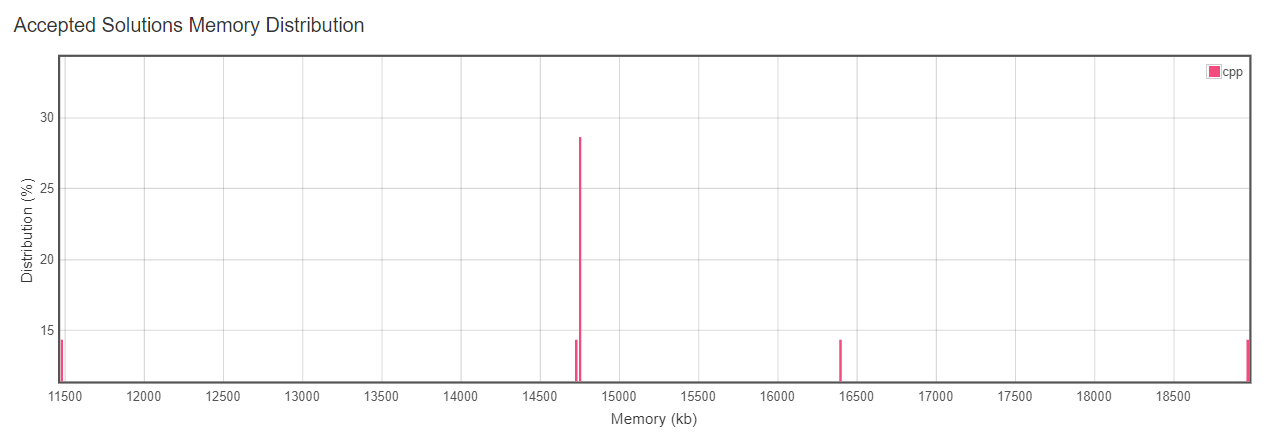 Accepted Solutions Memory Distribution
cpp
Distribution (%)
30
25
20
15
11500 12000 12500 13000 13500 14000 14500 15000 15500 16000 16500 17000 17500 18000 18500
Memory (kb)